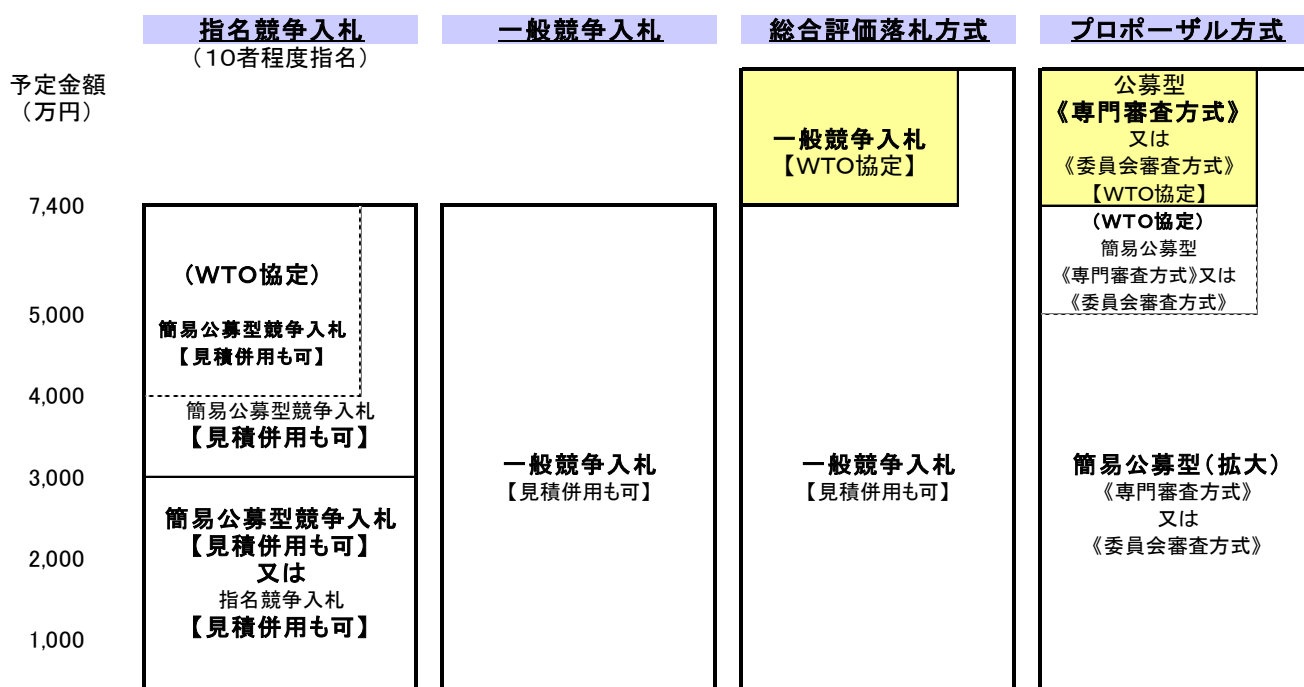 指名競争入札
（10者程度指名）
一般競争入札
総合評価落札方式
プロポーザル方式
予定金額
（万円）
7,400
5,000
4,000
3,000
2,000
1,000
（WTO協定）
簡易公募型競争入札
【見積併用も可】
簡易公募型競争入札
【見積併用も可】
簡易公募型競争入札
【見積併用も可】
又は
指名競争入札
【見積併用も可】
一般競争入札
【見積併用も可】
一般競争入札
【WTO協定】
一般競争入札
【見積併用も可】
公募型
《専門審査方式》
又は
《委員会審査方式》
【WTO協定】
（WTO協定）
簡易公募型
《専門審査方式》又は
《委員会審査方式》
簡易公募型（拡大）
《専門審査方式》
又は
《委員会審査方式》